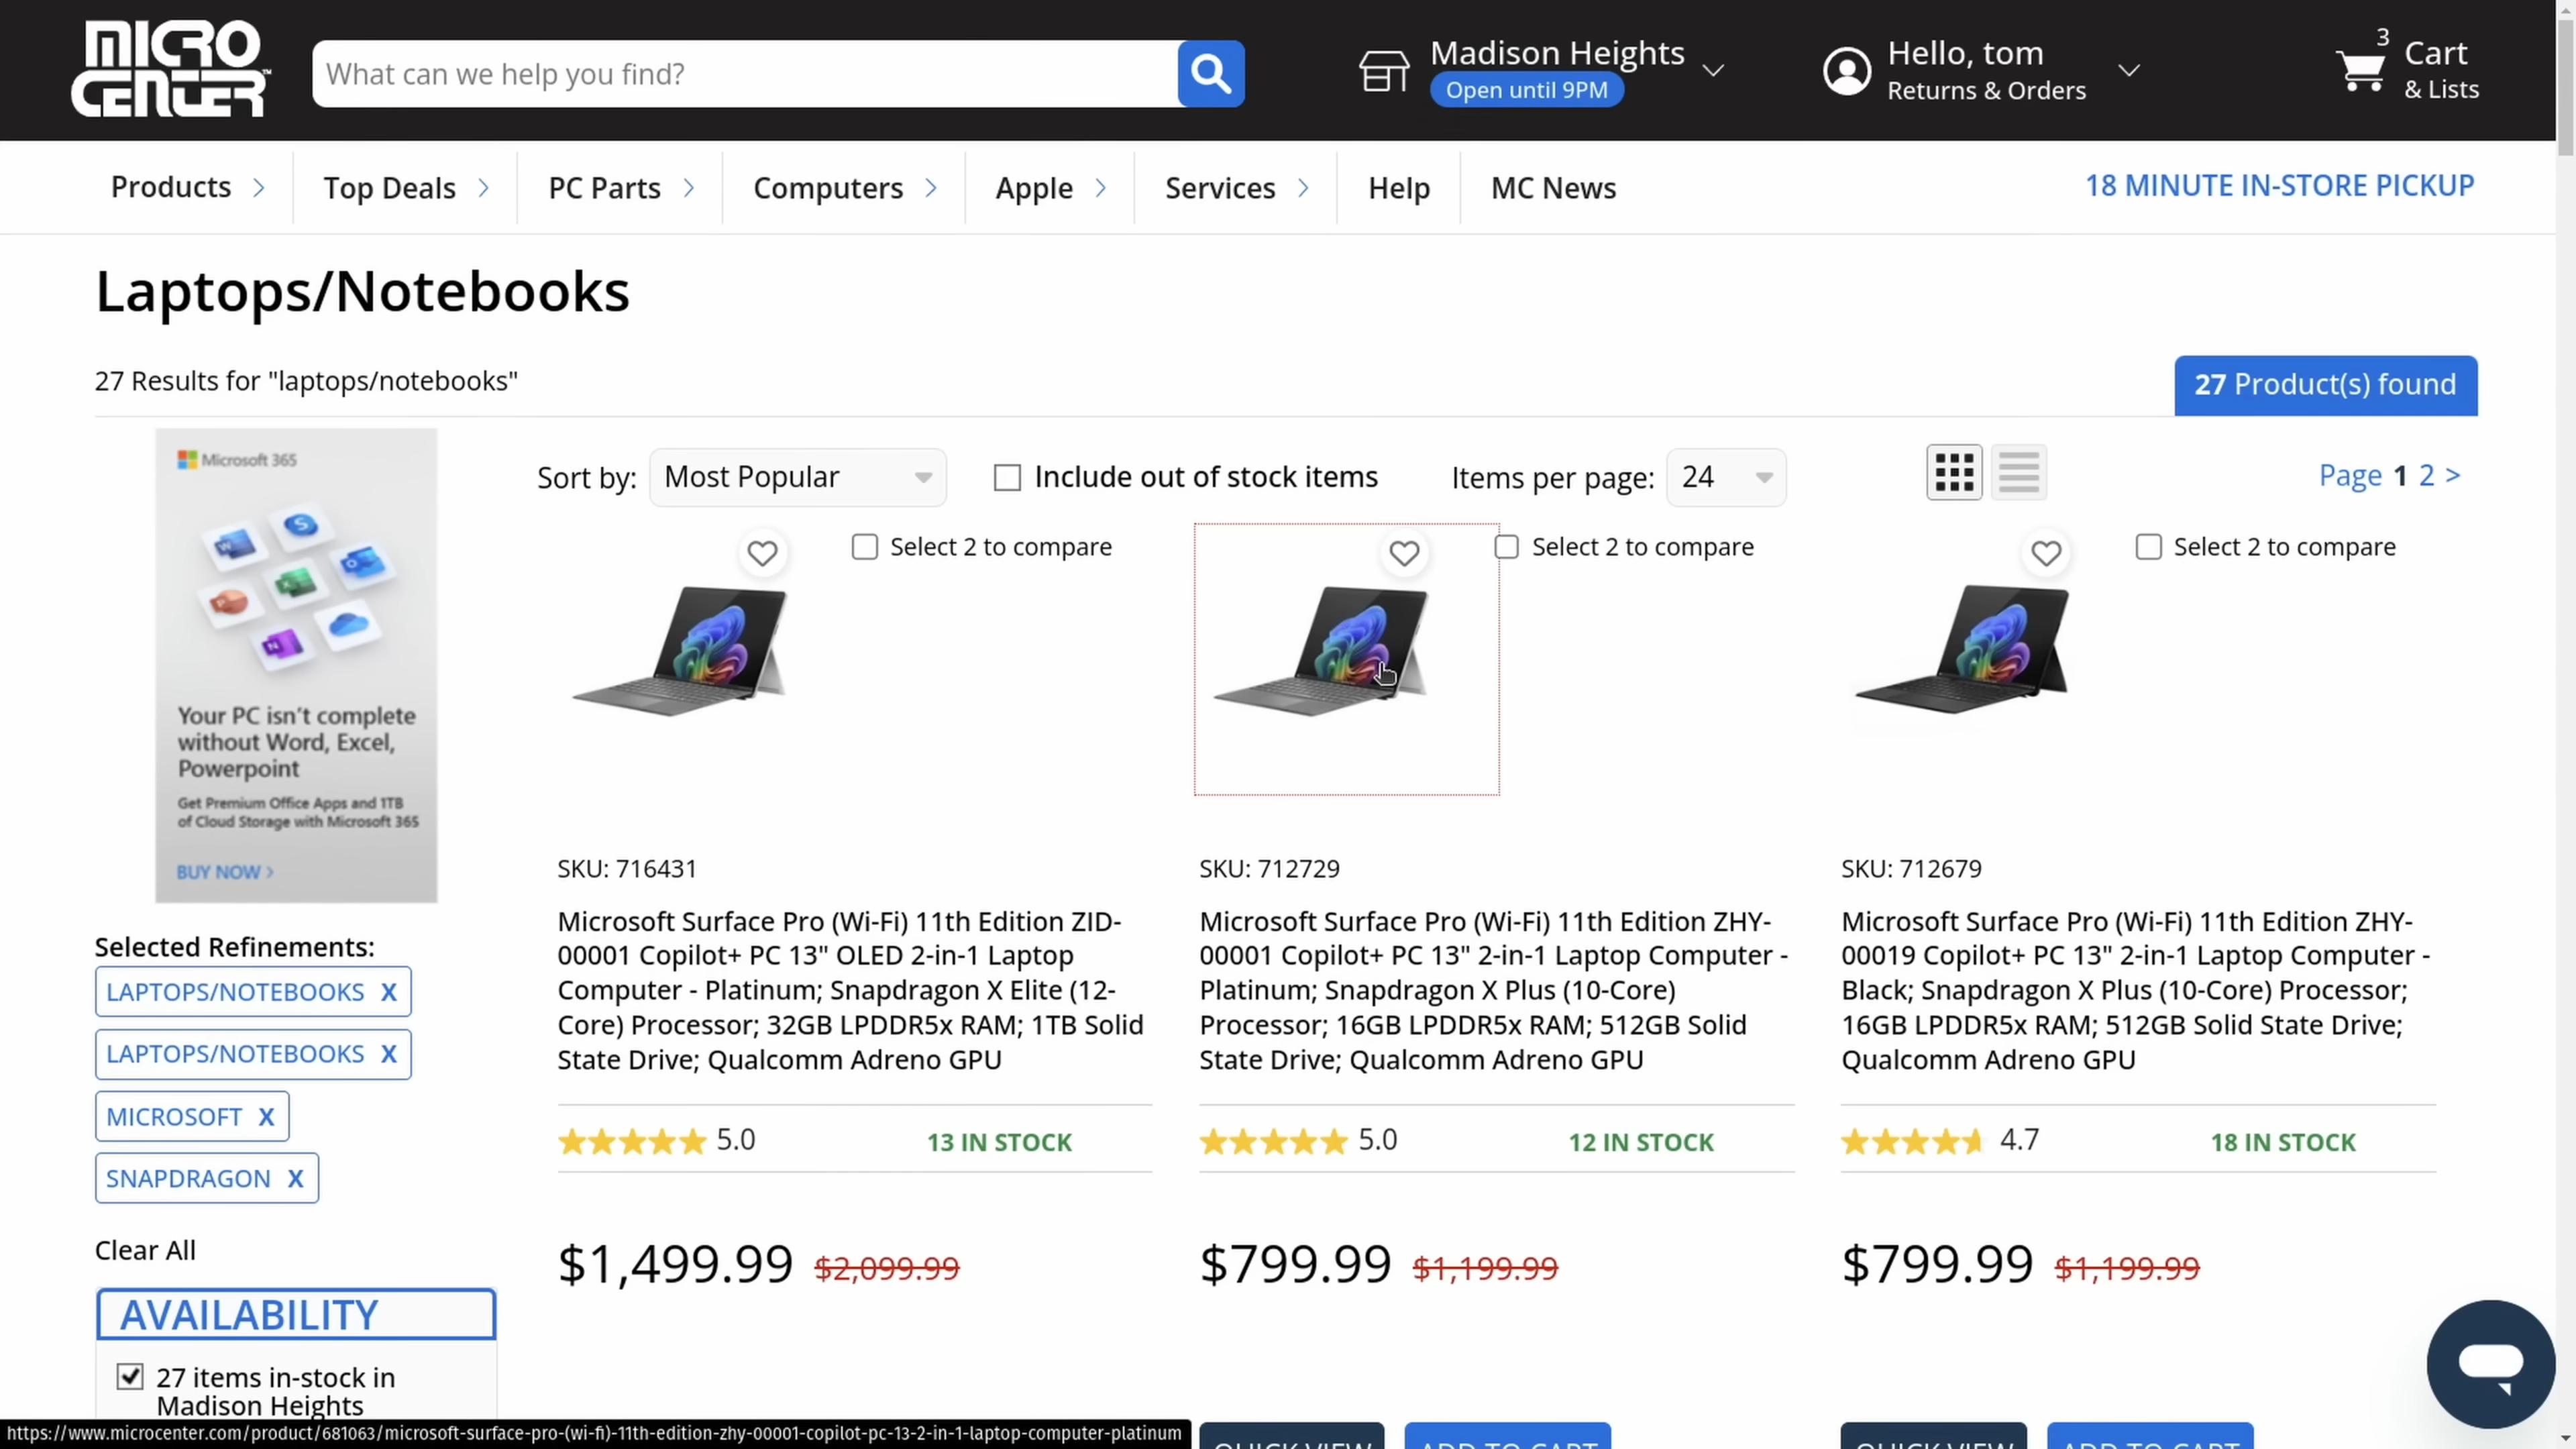 MICRO CENTER™
What can we help you find?
Madison Heights
Open until 9PM
Hello, tom
Returns & Orders
3
Cart
& Lists
Products
Top Deals
PC Parts
Computers
Apple
Services
Help
MC News
18 MINUTE IN-STORE PICKUP
Laptops/Notebooks
27 Results for "laptops/notebooks"
27 Product(s) found
Microsoft 365
Your PC isn't complete
without Word, Excel,
Powerpoint
Get Premium Office Apps and 1TB
of Cloud Storage with Microsoft 365
BUY NOW >
Selected Refinements:
LAPTOPS/NOTEBOOKS X
LAPTOPS/NOTEBOOKS X
MICROSOFT X
SNAPDRAGON X
Clear All
AVAILABILITY
27 items in-stock in
Madison Heights
Sort by: Most Popular
Include out of stock items
Items per page: 24
Page 1 2 >
Select 2 to compare
SKU: 716431
Microsoft Surface Pro (Wi-Fi) 11th Edition ZID-
00001 Copilot+ PC 13" OLED 2-in-1 Laptop
Computer - Platinum; Snapdragon X Elite (12-
Core) Processor; 32GB LPDDR5x RAM; 1TB Solid
State Drive; Qualcomm Adreno GPU
5.0
13 IN STOCK
$1,499.99 $2,099.99
Select 2 to compare
SKU: 712729
Microsoft Surface Pro (Wi-Fi) 11th Edition ZHY-
00001 Copilot+ PC 13" 2-in-1 Laptop Computer -
Platinum; Snapdragon X Plus (10-Core)
Processor; 16GB LPDDR5x RAM; 512GB Solid
State Drive; Qualcomm Adreno GPU
5.0
12 IN STOCK
$799.99 $1,199.99
QUICK VIEW
ADD TO CART
Select 2 to compare
SKU: 712679
Microsoft Surface Pro (Wi-Fi) 11th Edition ZHY-
00019 Copilot+ PC 13" 2-in-1 Laptop Computer -
Black; Snapdragon X Plus (10-Core) Processor;
16GB LPDDR5x RAM; 512GB Solid State Drive;
Qualcomm Adreno GPU
4.7
18 IN STOCK
$799.99 $1,199.99
QUICK VIEW
ADD TO CART
https://www.microcenter.com/product/681063/microsoft-surface-pro-(wi-fi)-11th-edition-zhy-00001-copilot-pc-13-2-in-1-laptop-computer-platinum